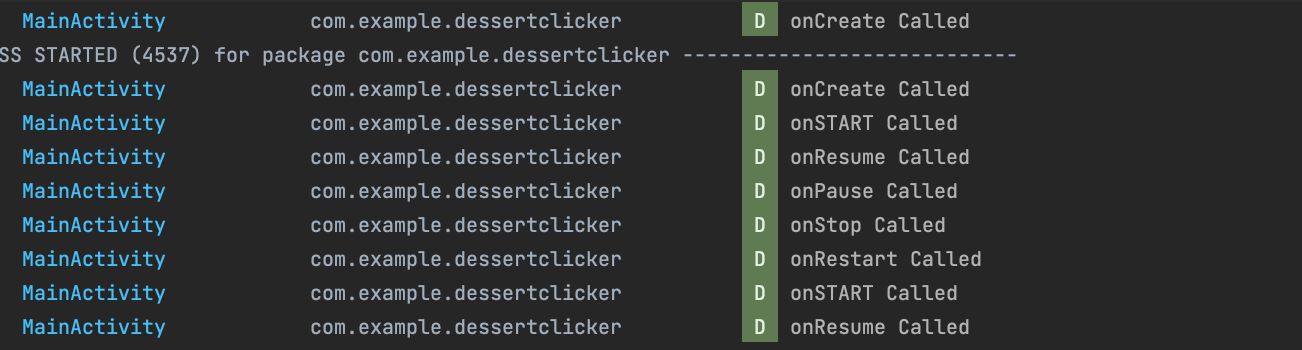 MainActivity com.example.dessertclicker D onCreate Called
SS STARTED (4537) for package com.example.dessertclicker ----------------------------
MainActivity com.example.dessertclicker D onCreate Called
MainActivity com.example.dessertclicker D onSTART Called
MainActivity com.example.dessertclicker D onResume Called
MainActivity com.example.dessertclicker D onPause Called
MainActivity com.example.dessertclicker D onStop Called
MainActivity com.example.dessertclicker D onRestart Called
MainActivity com.example.dessertclicker D onSTART Called
MainActivity com.example.dessertclicker D onResume Called